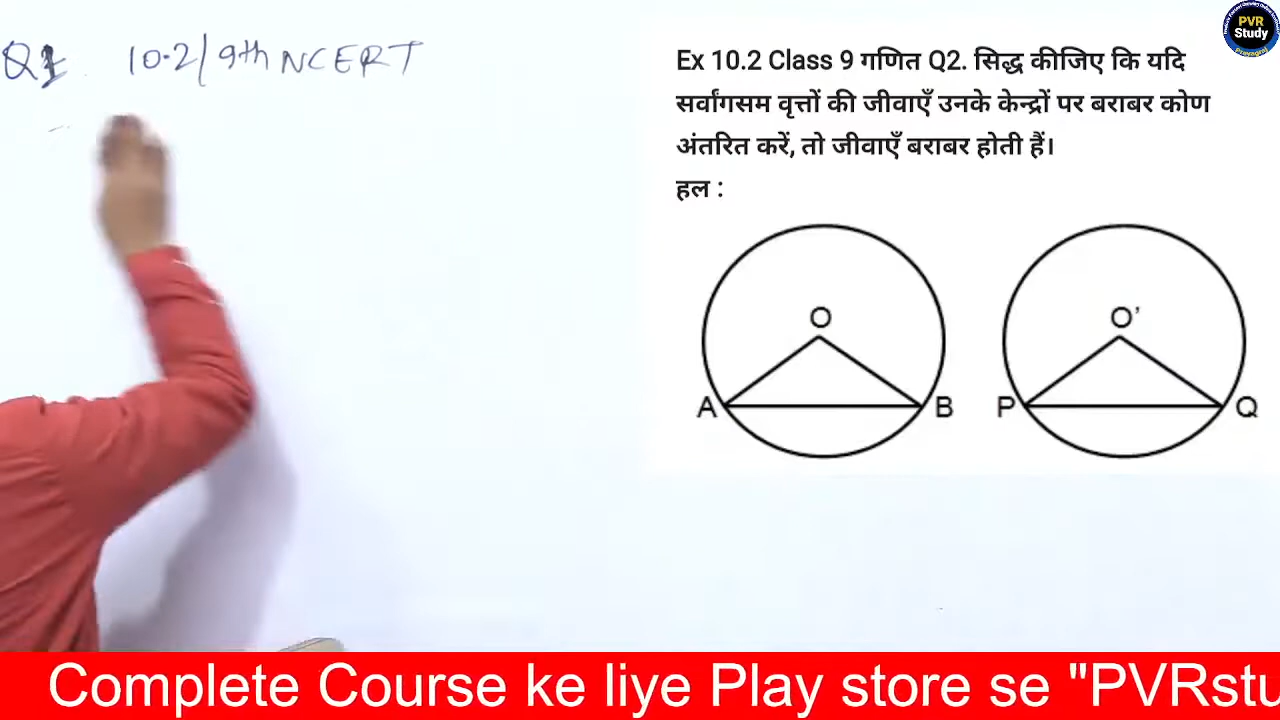 Q1 10.2/9th NCERT
PVR
Study
Prayagraj
Ex 10.2 Class 9 गणित Q2. सिद्ध कीजिए कि यदि
सर्वांगसम वृत्तों की जीवाएँ उनके केन्द्रों पर बराबर कोण
अंतरित करें, तो जीवाएँ बराबर होती हैं।
हल :
O O’
A B P Q
Complete Course ke liye Play store se "PVRstu